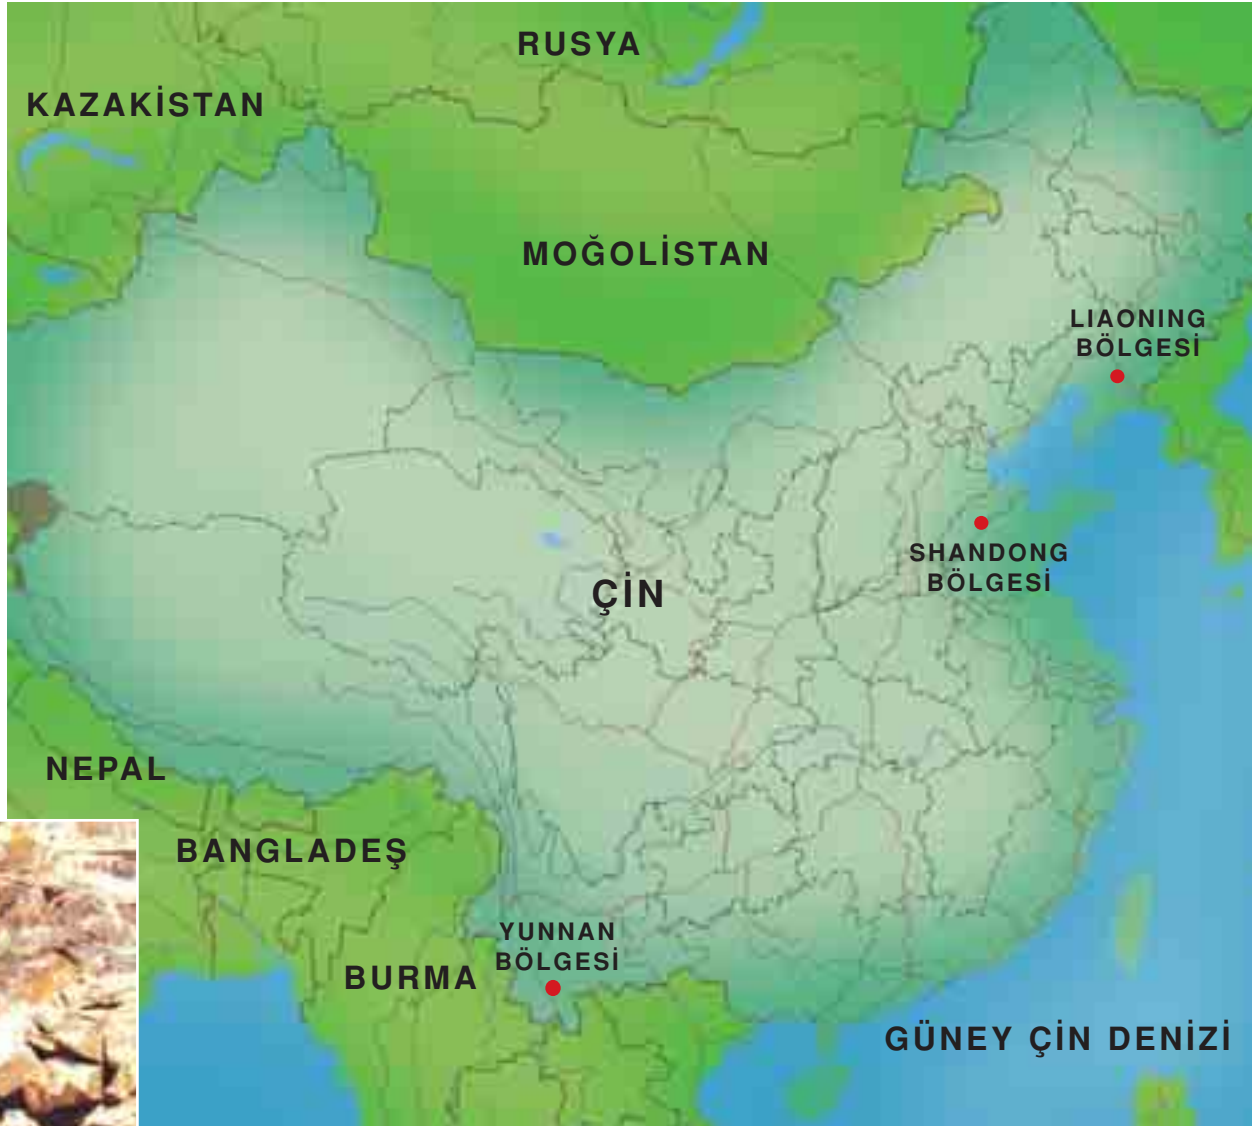 RUSYA
KAZAKİSTAN
MOĞOLİSTAN
LIAONING
BÖLGESİ
SHANDONG
BÖLGESİ
ÇİN
NEPAL
BANGLADEŞ
YUNNAN
BÖLGESİ
BURMA
GÜNEY ÇİN DENİZİ